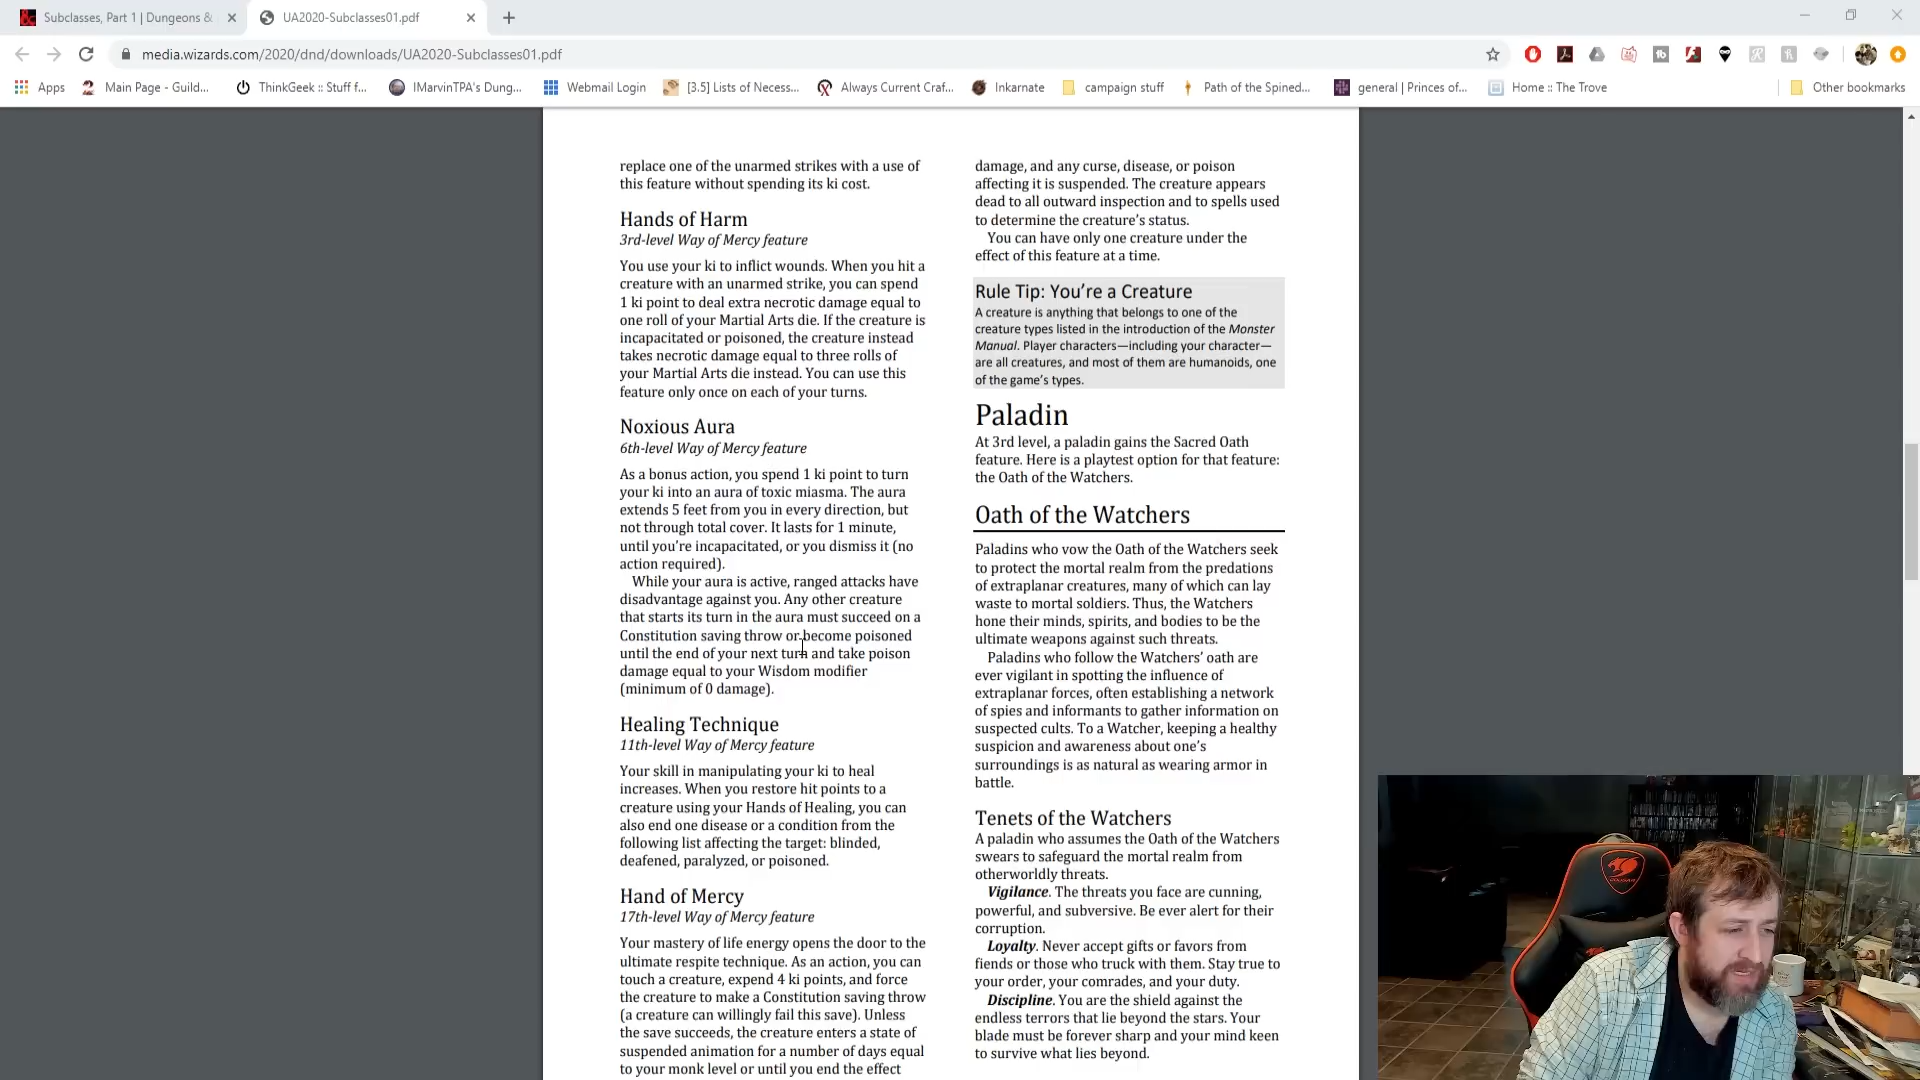 Subclasses, Part 1 | Dungeons &
UA2020-Subclasses01.pdf
media.wizards.com/2020/dnd/downloads/UA2020-Subclasses01.pdf
Apps
Main Page - Guild...
ThinkGeek :: Stuff f...
IMarvinTPA's Dung...
Webmail Login
[3.5] Lists of Necess...
Always Current Craf...
Inkarnate
campaign stuff
Path of the Spined...
general | Princes of...
Home :: The Trove
Other bookmarks
replace one of the unarmed strikes with a use of
this feature without spending its ki cost.
Hands of Harm
3rd-level Way of Mercy feature
You use your ki to inflict wounds. When you hit a
creature with an unarmed strike, you can spend
1 ki point to deal extra necrotic damage equal to
one roll of your Martial Arts die. If the creature is
incapacitated or poisoned, the creature instead
takes necrotic damage equal to three rolls of
your Martial Arts die instead. You can use this
feature only once on each of your turns.
Noxious Aura
6th-level Way of Mercy feature
As a bonus action, you spend 1 ki point to turn
your ki into an aura of toxic miasma. The aura
extends 5 feet from you in every direction, but
not through total cover. It lasts for 1 minute,
until you're incapacitated, or you dismiss it (no
action required).
While your aura is active, ranged attacks have
disadvantage against you. Any other creature
that starts its turn in the aura must succeed on a
Constitution saving throw or become poisoned
until the end of your next turn and take poison
damage equal to your Wisdom modifier
(minimum of 0 damage).
Healing Technique
11th-level Way of Mercy feature
Your skill in manipulating your ki to heal
increases. When you restore hit points to a
creature using your Hands of Healing, you can
also end one disease or a condition from the
following list affecting the target: blinded,
deafened, paralyzed, or poisoned.
Hand of Mercy
17th-level Way of Mercy feature
Your mastery of life energy opens the door to the
ultimate respite technique. As an action, you can
touch a creature, expend 4 ki points, and force
the creature to make a Constitution saving throw
(a creature can willingly fail this save). Unless
the save succeeds, the creature enters a state of
suspended animation for a number of days equal
to your monk level or until you end the effect
damage, and any curse, disease, or poison
affecting it is suspended. The creature appears
dead to all outward inspection and to spells used
to determine the creature's status.
You can have only one creature under the
effect of this feature at a time.
Rule Tip: You're a Creature
A creature is anything that belongs to one of the
creature types listed in the introduction of the Monster
Manual. Player characters—including your character—
are all creatures, and most of them are humanoids, one
of the game's types.
Paladin
At 3rd level, a paladin gains the Sacred Oath
feature. Here is a playtest option for that feature:
the Oath of the Watchers.
Oath of the Watchers
Paladins who vow the Oath of the Watchers seek
to protect the mortal realm from the predations
of extraplanar creatures, many of which can lay
waste to mortal soldiers. Thus, the Watchers
hone their minds, spirits, and bodies to be the
ultimate weapons against such threats.
Paladins who follow the Watchers' oath are
ever vigilant in spotting the influence of
extraplanar forces, often establishing a network
of spies and informants to gather information on
suspected cults. To a Watcher, keeping a healthy
suspicion and awareness about one's
surroundings is as natural as wearing armor in
battle.
Tenets of the Watchers
A paladin who assumes the Oath of the Watchers
swears to safeguard the mortal realm from
otherworldly threats.
Vigilance. The threats you face are cunning,
powerful, and subversive. Be ever alert for their
corruption.
Loyalty. Never accept gifts or favors from
fiends or those who truck with them. Stay true to
your order, your comrades, and your duty.
Discipline. You are the shield against the
endless terrors that lie beyond the stars. Your
blade must be forever sharp and your mind keen
to survive what lies beyond.